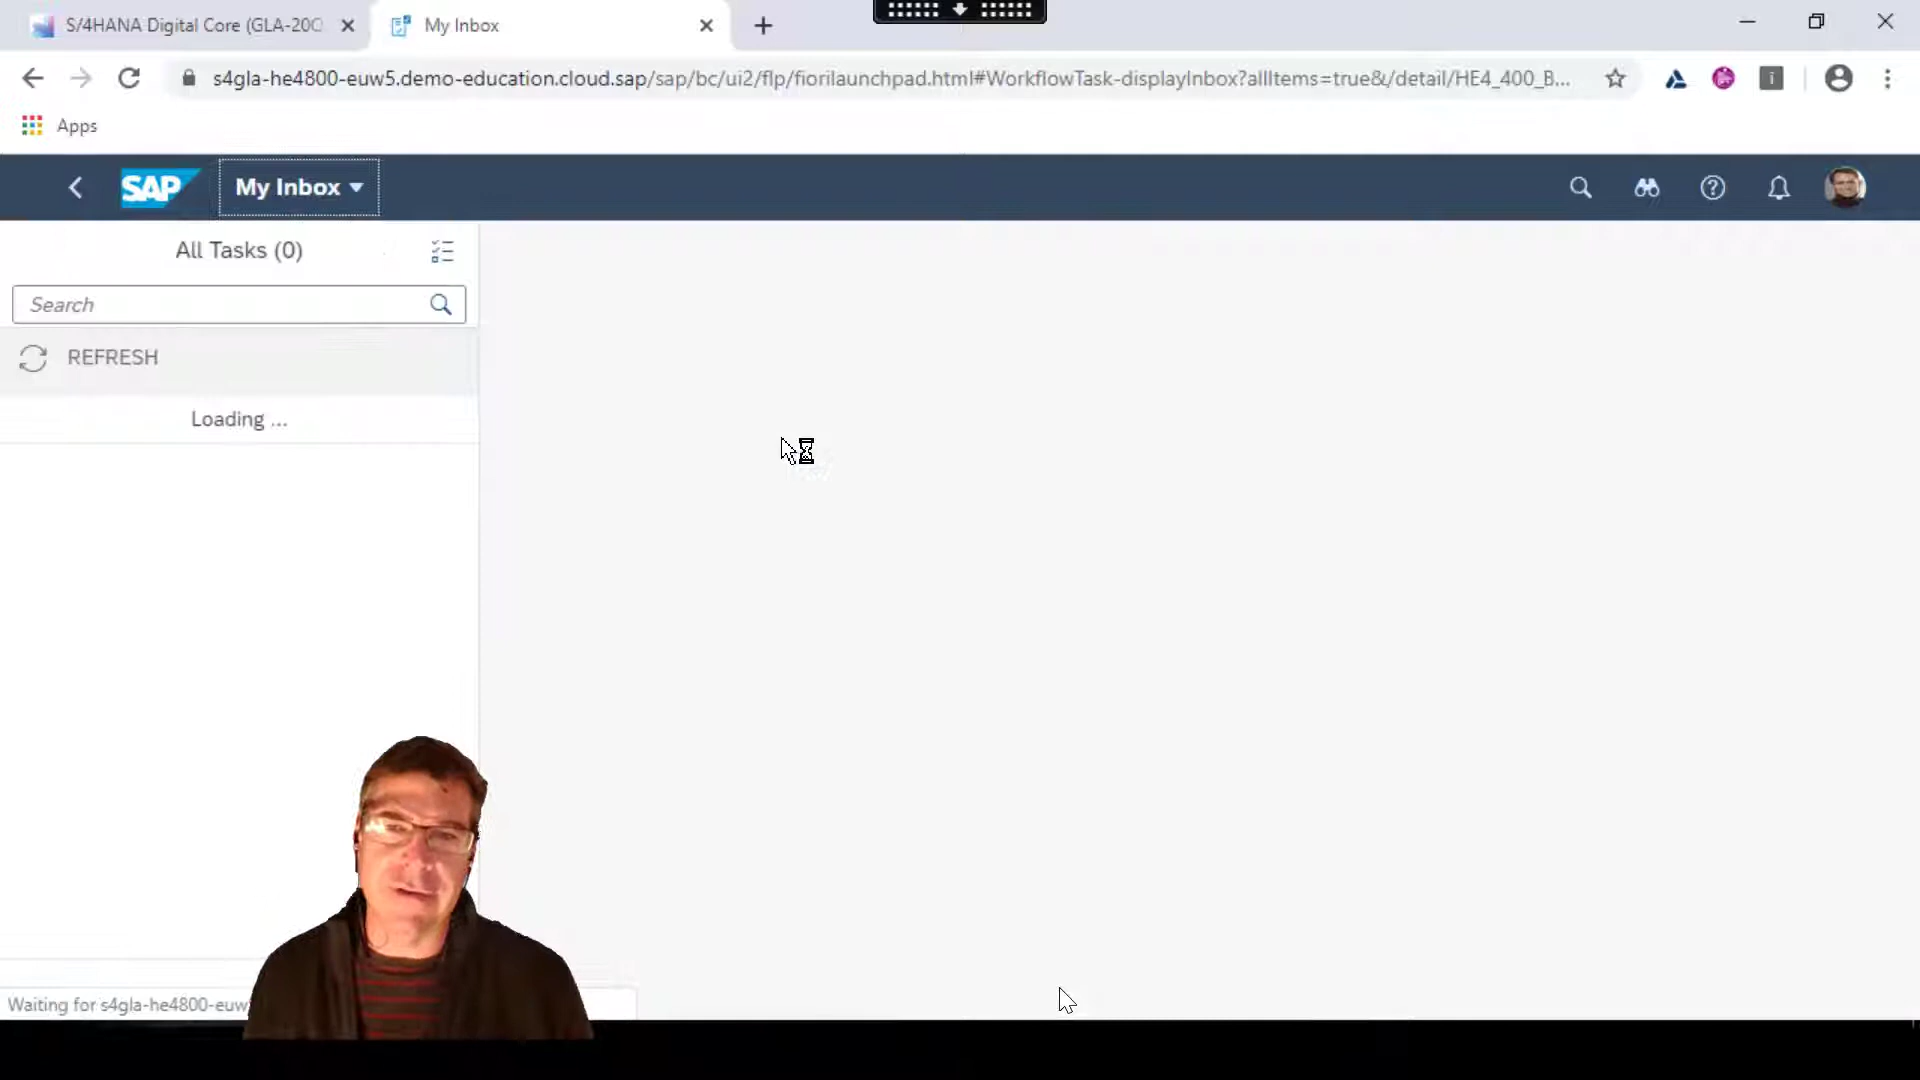 S/4HANA Digital Core (GLA-20Q
My Inbox
s4gla-he4800-euw5.demo-education.cloud.sap/sap/bc/ui2/flp/fiorilaunchpad.html#WorkflowTask-displayInbox?allItems=true&/detail/HE4_400_B...
Apps
SAP My Inbox
All Tasks (0)
Search
REFRESH
Loading ...
Waiting for s4gla-he4800-euw